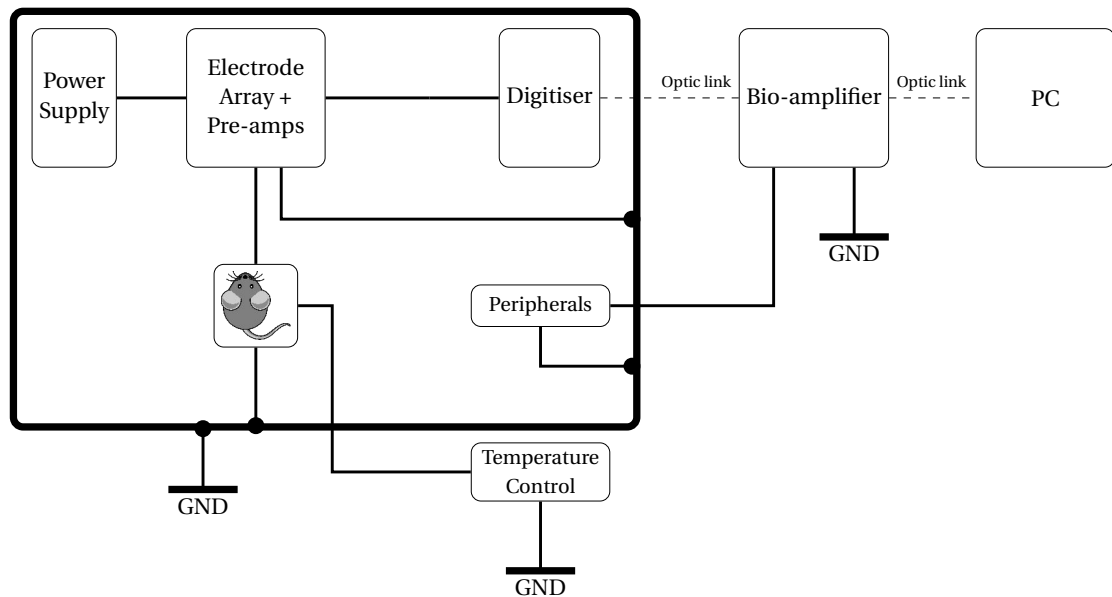 Power
Supply
Electrode
Array +
Pre-amps
Digitiser
Optic link
Bio-amplifier
Optic link
PC
GND
Peripherals
Temperature
Control
GND
GND